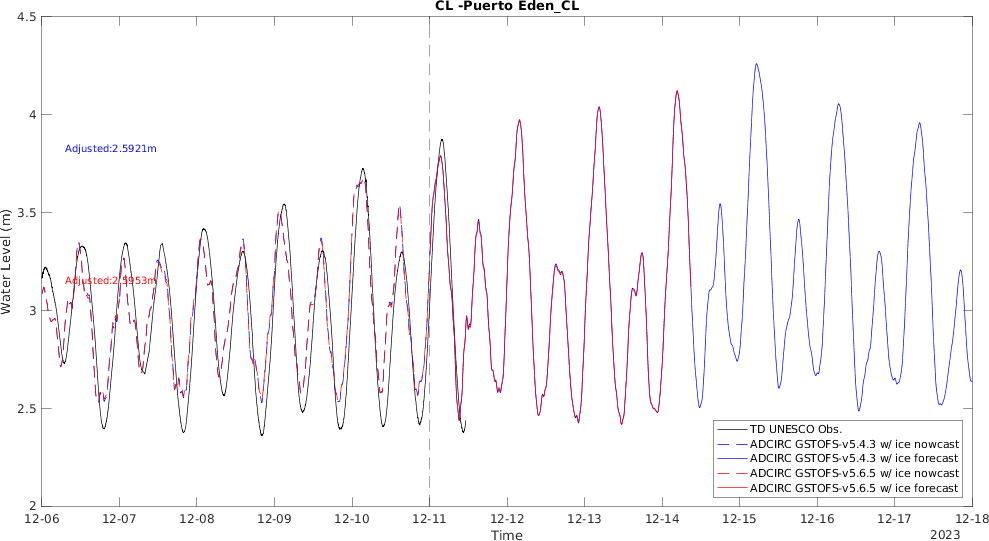 CL -Puerto Eden_CL
Water Level (m)
4.5
4
3.5
3
2.5
2
Adjusted:2.5921m
Adjusted:2.5953m
TD UNESCO Obs.
ADCIRC GSTOFS-v5.4.3 w/ ice nowcast
ADCIRC GSTOFS-v5.4.3 w/ ice forecast
ADCIRC GSTOFS-v5.6.5 w/ ice nowcast
ADCIRC GSTOFS-v5.6.5 w/ ice forecast
12-06 12-07 12-08 12-09 12-10 12-11 12-12 12-13 12-14 12-15 12-16 12-17 12-18
Time
2023